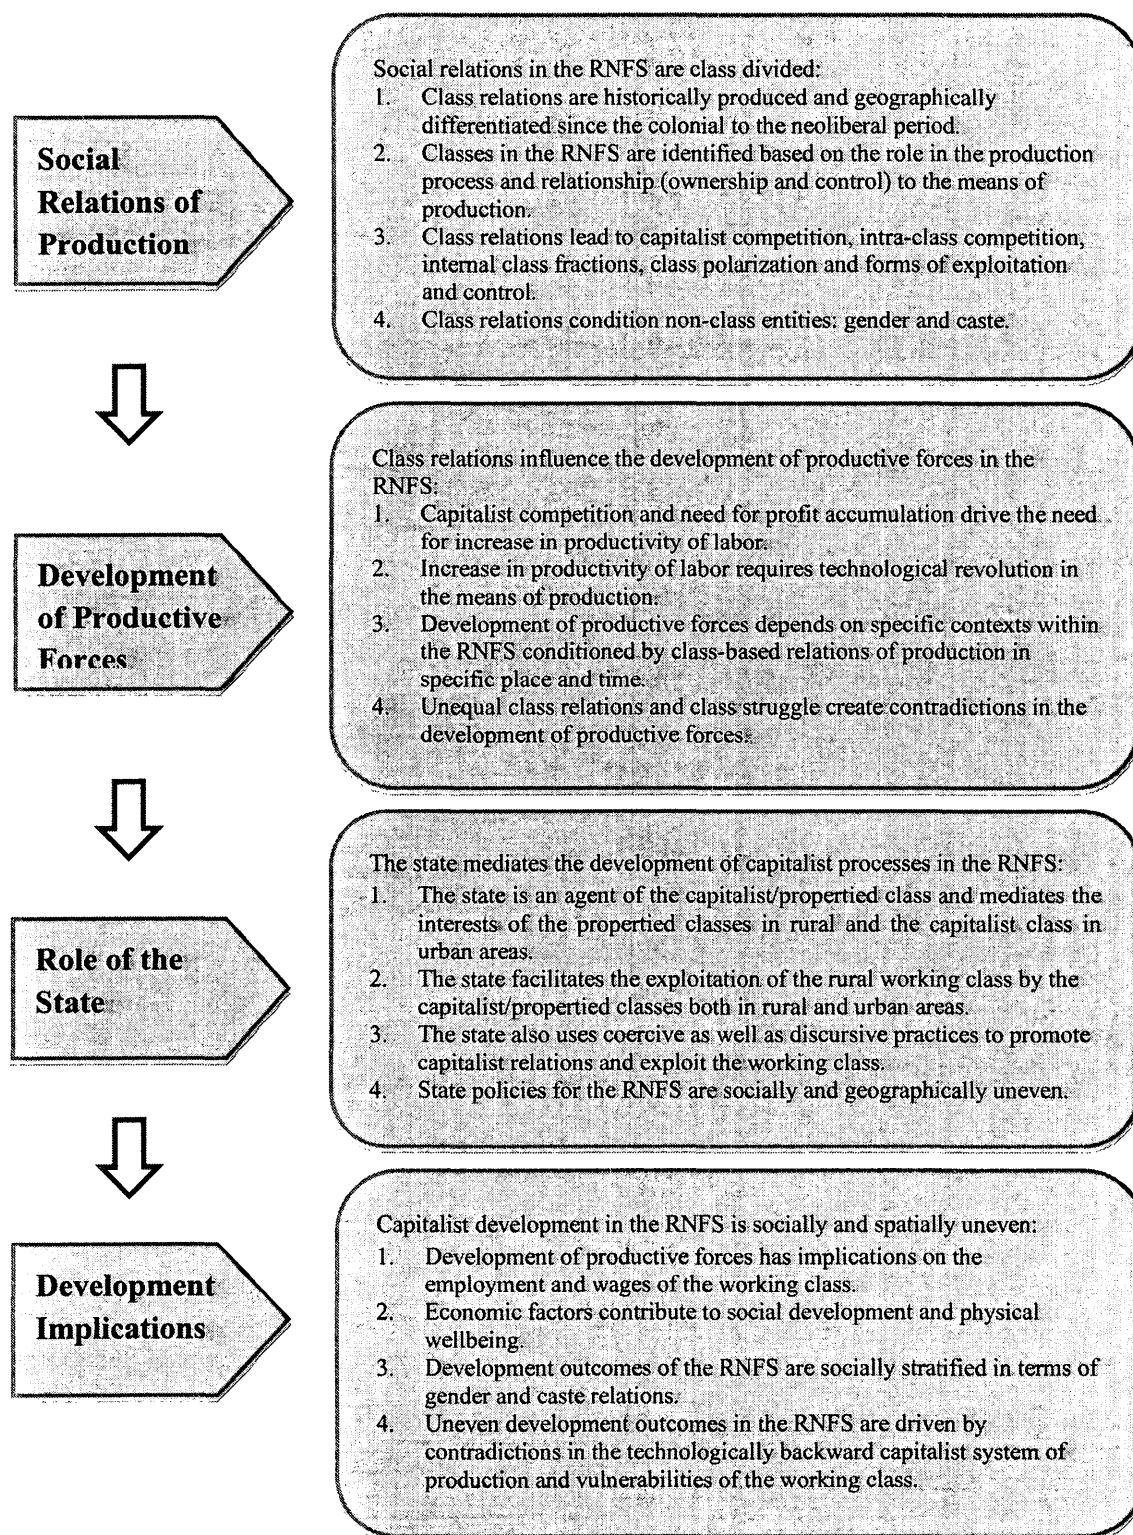 Social
Relations of
Production
Social relations in the RNFS are class divided:
1. Class relations are historically produced and geographically
differentiated since the colonial to the neoliberal period.
2. Classes in the RNFS are identified based on the role in the production
process and relationship (ownership and control) to the means of
production.
3. Class relations lead to capitalist competition, intra-class competition,
internal class fractions, class polarization and forms of exploitation
and control.
4. Class relations condition non-class entities: gender and caste.
Development
of Productive
Forces
Class relations influence the development of productive forces in the
RNFS:
1. Capitalist competition and need for profit accumulation drive the need
for increase in productivity of labor.
2. Increase in productivity of labor requires technological revolution in
the means of production.
3. Development of productive forces depends on specific contexts within
the RNFS conditioned by class-based relations of production in
specific place and time.
4. Unequal class relations and class struggle create contradictions in the
development of productive forces.
Role of the
State
The state mediates the development of capitalist processes in the RNFS:
1. The state is an agent of the capitalist/propertied class and mediates the
interests of the propertied classes in rural and the capitalist class in
urban areas.
2. The state facilitates the exploitation of the rural working class by the
capitalist/propertied classes both in rural and urban areas.
3. The state also uses coercive as well as discursive practices to promote
capitalist relations and exploit the working class.
4. State policies for the RNFS are socially and geographically uneven.
Development
Implications
Capitalist development in the RNFS is socially and spatially uneven:
1. Development of productive forces has implications on the
employment and wages of the working class.
2. Economic factors contribute to social development and physical
wellbeing.
3. Development outcomes of the RNFS are socially stratified in terms of
gender and caste relations.
4. Uneven development outcomes in the RNFS are driven by
contradictions in the technologically backward capitalist system of
production and vulnerabilities of the working class.